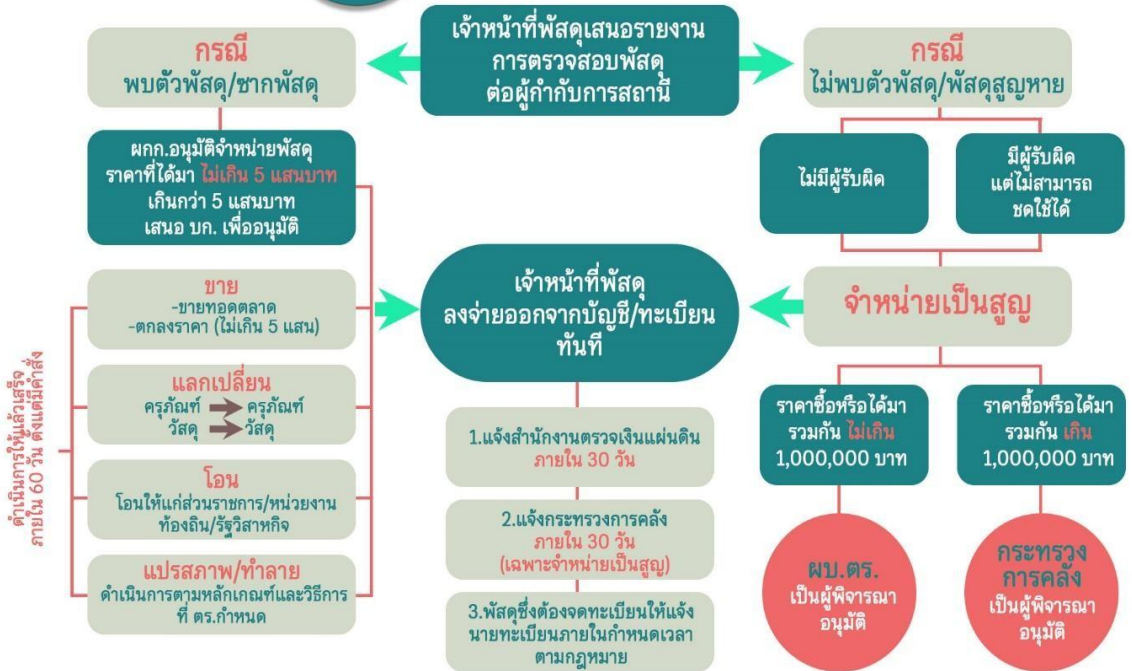 เจ้าหน้าที่พัสดุเสนอรายงาน
การตรวจสอบพัสดุ
ต่อผู้กำกับการสถานี
กรณี
พบตัวพัสดุ/ซากพัสดุ
ผกก.อนุมัติจำหน่ายพัสดุ
ราคาที่ได้มา ไม่เกิน 5 แสนบาท
เกินกว่า 5 แสนบาท
เสนอ บก. เพื่ออนุมัติ
ขาย
-ขายทอดตลาด
-ตกลงราคา (ไม่เกิน 5 แสน)
แลกเปลี่ยน
ครุภัณฑ์ ครุภัณฑ์
วัสดุ วัสดุ
โอน
โอนให้แก่ส่วนราชการ/หน่วยงาน
ท้องถิ่น/รัฐวิสาหกิจ
แปรสภาพ/ทำลาย
ดำเนินการตามหลักเกณฑ์และวิธีการ
ที่ ตร.กำหนด
ดำเนินการให้แล้วเสร็จ
ภายใน 60 วัน ตั้งแต่มีคำสั่ง
เจ้าหน้าที่พัสดุ
ลงจ่ายออกจากบัญชี/ทะเบียน
ทันที
1.แจ้งสำนักงานตรวจเงินแผ่นดิน
ภายใน 30 วัน
2.แจ้งกระทรวงการคลัง
ภายใน 30 วัน
(เฉพาะจำหน่ายเป็นสูญ)
3.พัสดุซึ่งต้องจดทะเบียนให้แจ้ง
นายทะเบียนภายในกำหนดเวลา
ตามกฎหมาย
กรณี
ไม่พบตัวพัสดุ/พัสดุสูญหาย
ไม่มีผู้รับผิด
มีผู้รับผิด
แต่ไม่สามารถ
ชดใช้ได้
จำหน่ายเป็นสูญ
ราคาซื้อหรือได้มา
รวมกัน ไม่เกิน
1,000,000 บาท
ราคาซื้อหรือได้มา
รวมกัน เกิน
1,000,000 บาท
ผบ.ตร.
เป็นผู้พิจารณา
อนุมัติ
กระทรวง
การคลัง
เป็นผู้พิจารณา
อนุมัติ